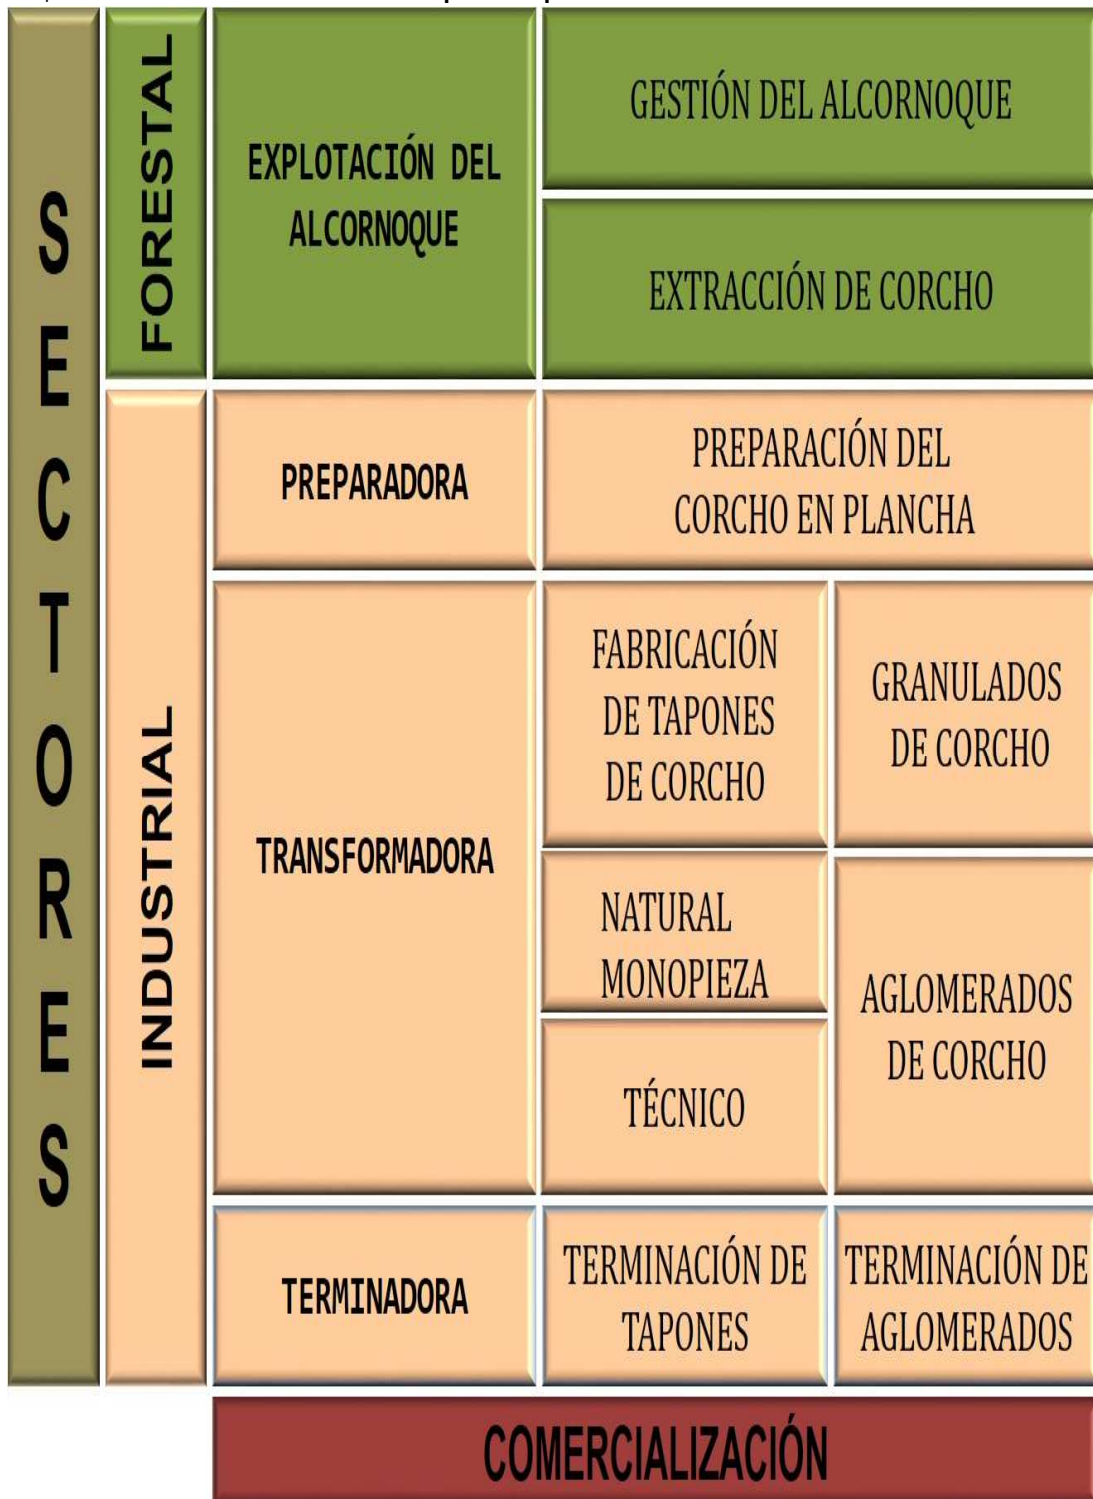 SECTORES
FORESTAL
EXPLOTACIÓN DEL
ALCORNOQUE
GESTIÓN DEL ALCORNOQUE
EXTRACCIÓN DE CORCHO
INDUSTRIAL
PREPARADORA
PREPARACIÓN DEL
CORCHO EN PLANCHA
TRANSFORMADORA
FABRICACIÓN
DE TAPONES
DE CORCHO
GRANULADOS
DE CORCHO
NATURAL
MONOPIEZA
TÉCNICO
AGLOMERADOS
DE CORCHO
TERMINADORA
TERMINACIÓN DE
TAPONES
TERMINACIÓN DE
AGLOMERADOS
COMERCIALIZACIÓN